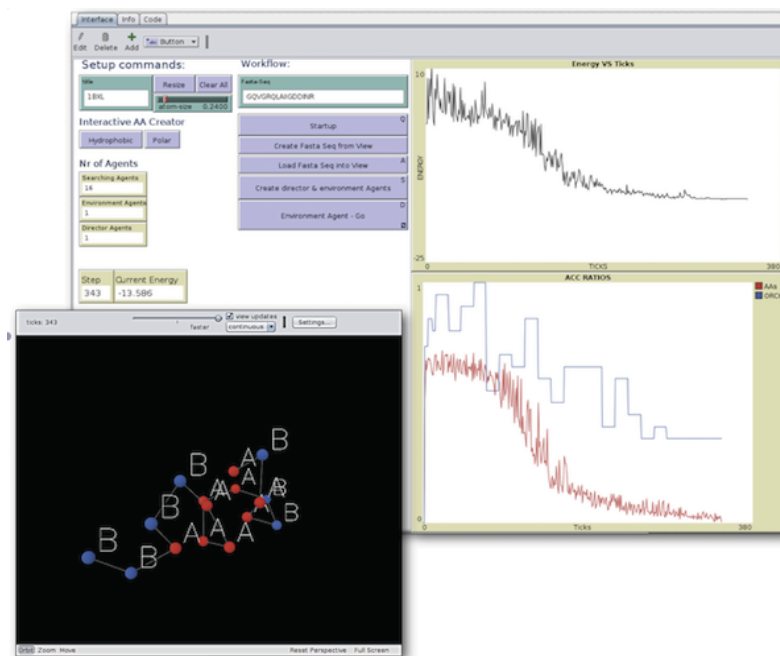 Interface Info Code
Edit Delete Add Button
Setup commands:
title
1BXL
Resize
Clear All
atom-size 0.2400
Interactive AA Creator
Hydrophobic
Polar
Nr of Agents
Searching Agents
16
Environment Agents
1
Director Agents
1
Step
343
Current Energy
-13.586
Workflow:
Fasta-Seq
GQVGRQLAIIGDDINR
Startup Q
Create Fasta Seq from View
Load Fasta Seq into View A
Create director & environment Agents S
Environment Agent - Go D
Energy VS Ticks
10
ENERGY
-25
0 TICKS 380
ACC RATIOS
1
0
0 Ticks 380
AAs
ticks: 343
faster
view updates
continuous
Settings...
B
A
B
A
A
A
A
B
B
A
A
B
A
B
Orbit Zoom Move
Reset Perspective Full Screen